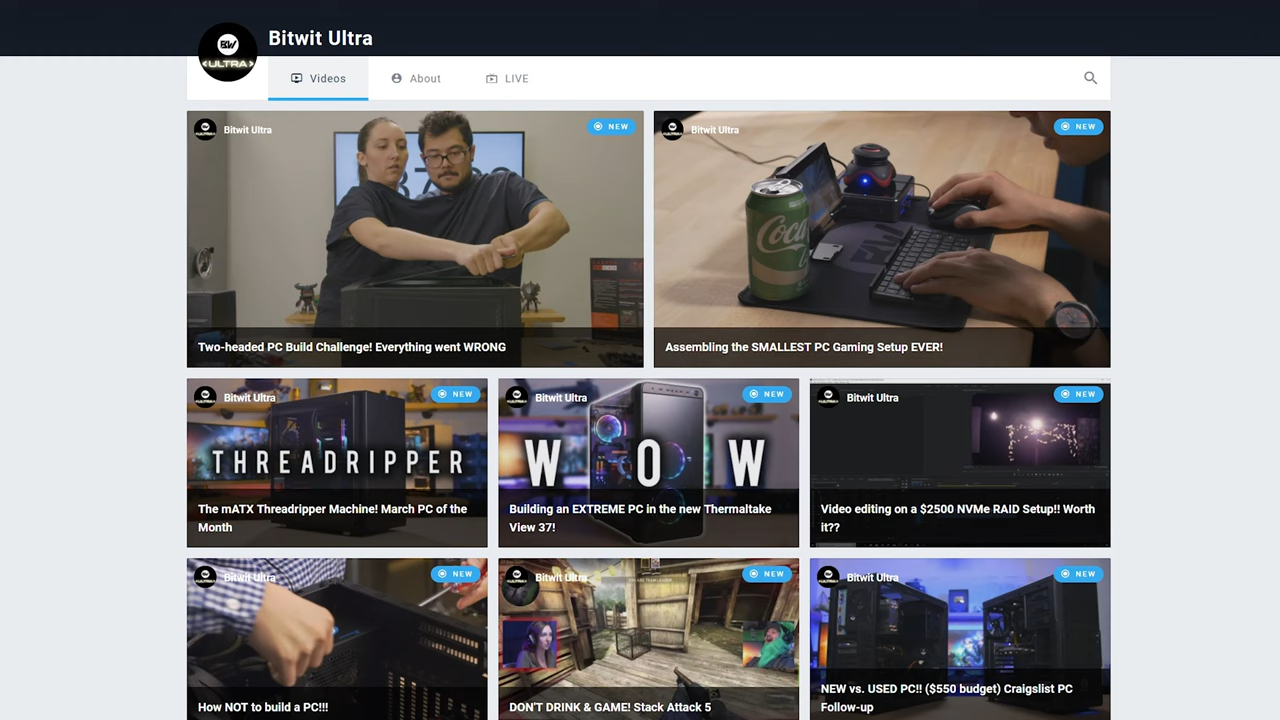 Bitwit Ultra
BW
ULTRA
Videos
About
LIVE
Bitwit Ultra
NEW
Two-headed PC Build Challenge! Everything went WRONG
Bitwit Ultra
NEW
Coca
Assembling the SMALLEST PC Gaming Setup EVER!
Bitwit Ultra
NEW
THREADRIPPER
The mATX Threadripper Machine! March PC of the
Month
Bitwit Ultra
NEW
WOW
Building an EXTREME PC in the new Thermaltake
View 37!
Bitwit Ultra
NEW
Video editing on a $2500 NVMe RAID Setup!! Worth
it??
Bitwit Ultra
NEW
How NOT to build a PC!!!
Bitwit Ultra
NEW
DON'T DRINK & GAME! Stack Attack 5
Bitwit Ultra
NEW
NEW vs. USED PC!! ($550 budget) Craigslist PC
Follow-up